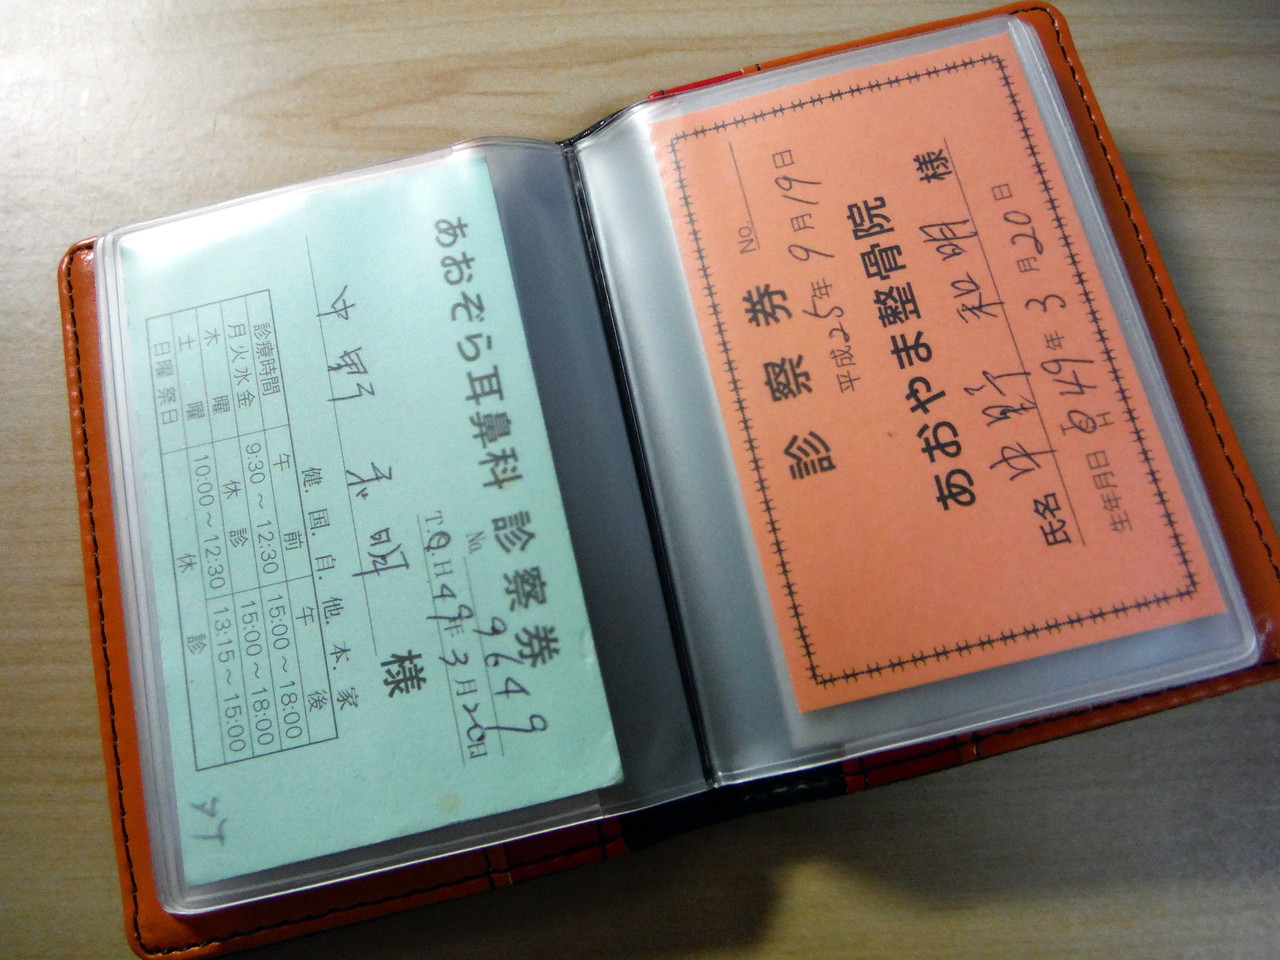 あおぞら耳鼻科 診察券
No. 9649
T.S.H 49年 3月 20日
中野 和明 様
健. 国. 自. 他. 本. 家
診療時間 午前 午後
月火水金 9:30～12:30 15:00～18:00
木曜 休診 15:00～18:00
土曜 10:00～12:30 13:15～15:00
日曜祭日 休診
No.
診察券
平成25年 9月 19日
あおやま整骨院
氏名 中野 和明 様
生年月日 49年 3月 20日